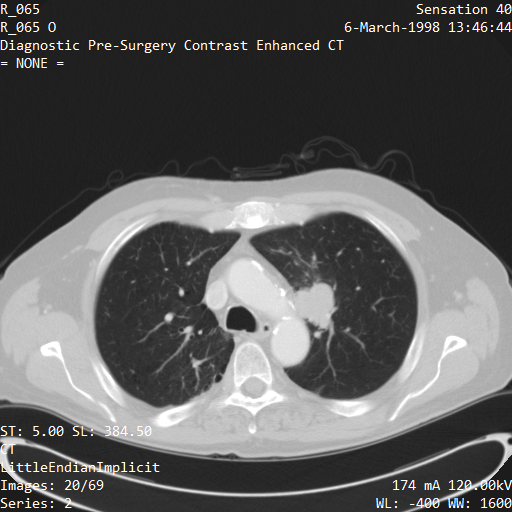 R_065
Sensation 40
R_065 O
6-March-1998 13:46:44
Diagnostic Pre-Surgery Contrast Enhanced CT
= NONE =
ST: 5.00 SL: 384.50
CT
LittleEndianImplicit
Images: 20/69
174 mA 120.00kV
Series: 2
WL: -400 WW: 1600